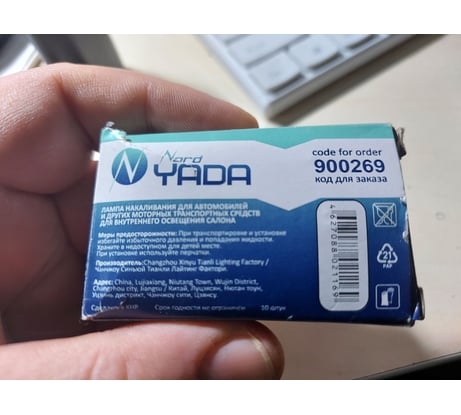 Nord
YADA
code for order
900269
код для заказа
ЛАМПА НАКАЛИВАНИЯ ДЛЯ АВТОМОБИЛЕЙ
И ДРУГИХ МОТОРНЫХ ТРАНСПОРТНЫХ СРЕДСТВ
ДЛЯ ВНУТРЕННЕГО ОСВЕЩЕНИЯ САЛОНА
Меры предосторожности: При транспортировке и установке
избегайте избыточного давления и попадания жидкости.
Храните в недоступном для детей месте.
При установке используйте перчатки.
Производитель: Changzhou Xinyu Tianli Lighting Factory /
Чанчжоу Синьюй Тианли Лайтинг Фактори.
Адрес: China, Lujiaxiang, Niutang Town, Wujin District,
Changzhou city, Jiangsu / Китай, Луцзясян, Нютан тоун,
Уцзинь дистрикт, Чанчжоу сити, Цзянсу.
Сделано в КНР
Срок годности не ограничен
10 штук
4627088021169
21
PAP